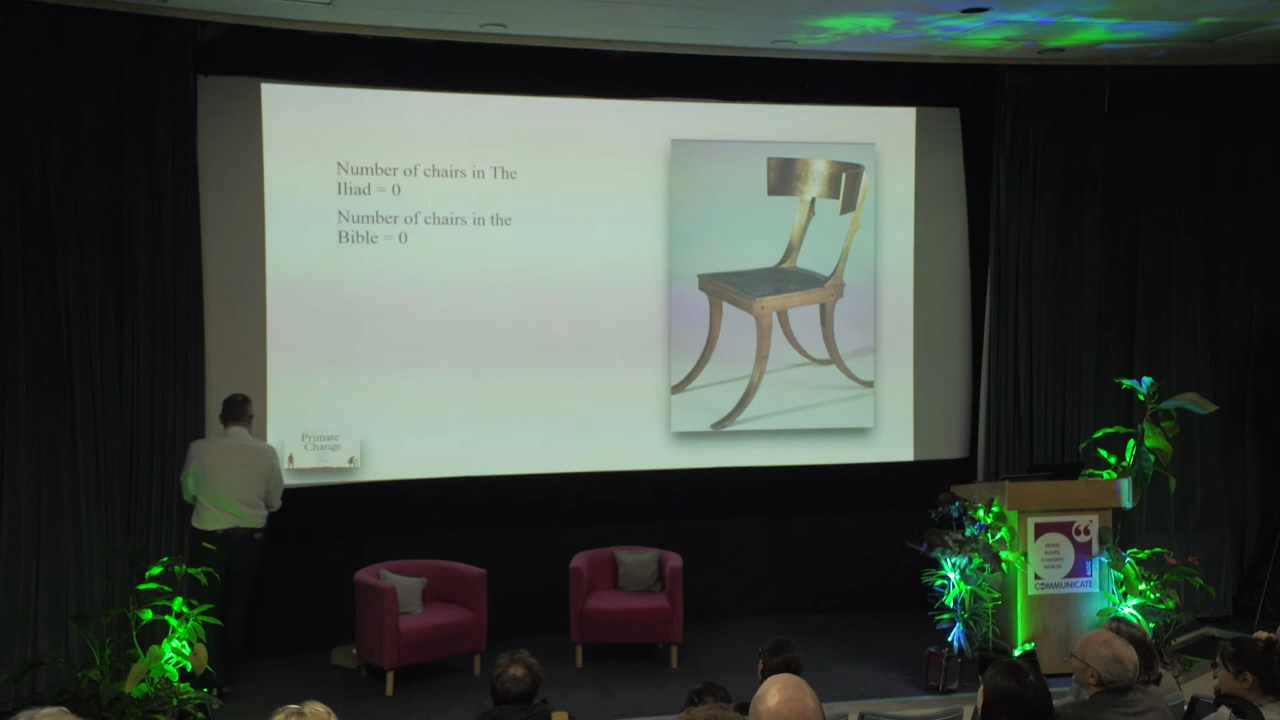 Number of chairs in The
Iliad = 0
Number of chairs in the
Bible = 0
Primate
Change
COMMUNICATE